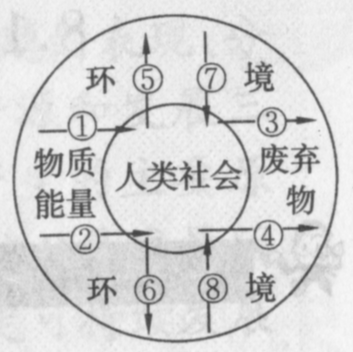 环 ⑤ ⑦ 境
① ③
物质 人类社会 废弃
能量 物
② ④
环 ⑥ ⑧ 境